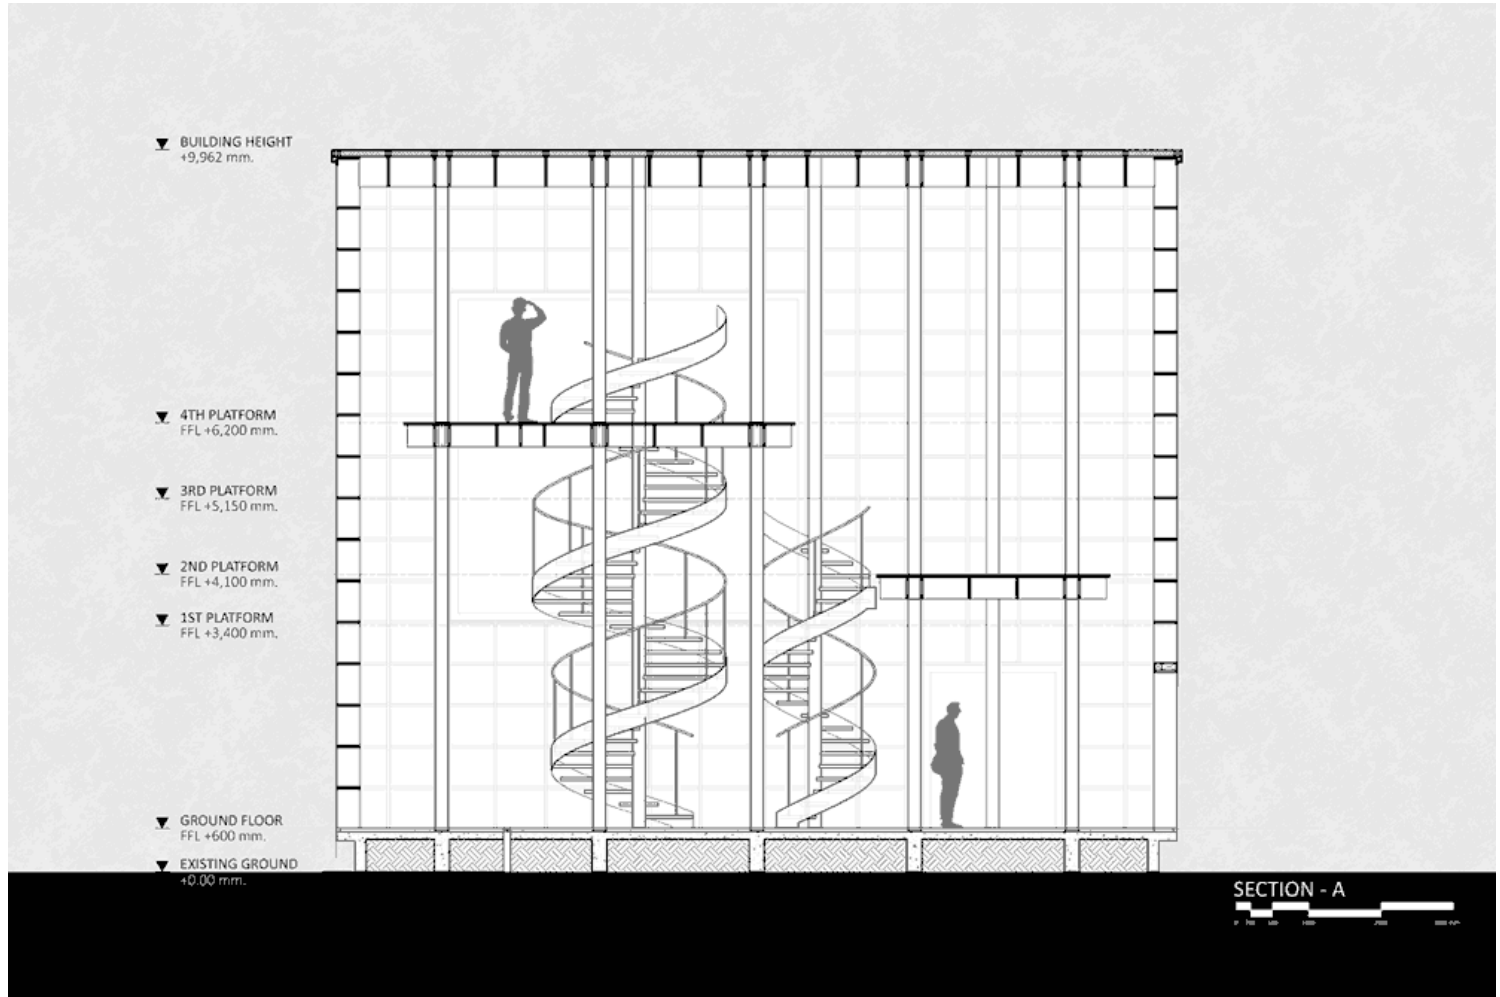 BUILDING HEIGHT
+9,962 mm.
4TH PLATFORM
FFL +6,200 mm.
3RD PLATFORM
FFL +5,150 mm.
2ND PLATFORM
FFL +4,100 mm.
1ST PLATFORM
FFL +3,400 mm.
GROUND FLOOR
FFL +600 mm.
EXISTING GROUND
+0.00 mm.
SECTION - A